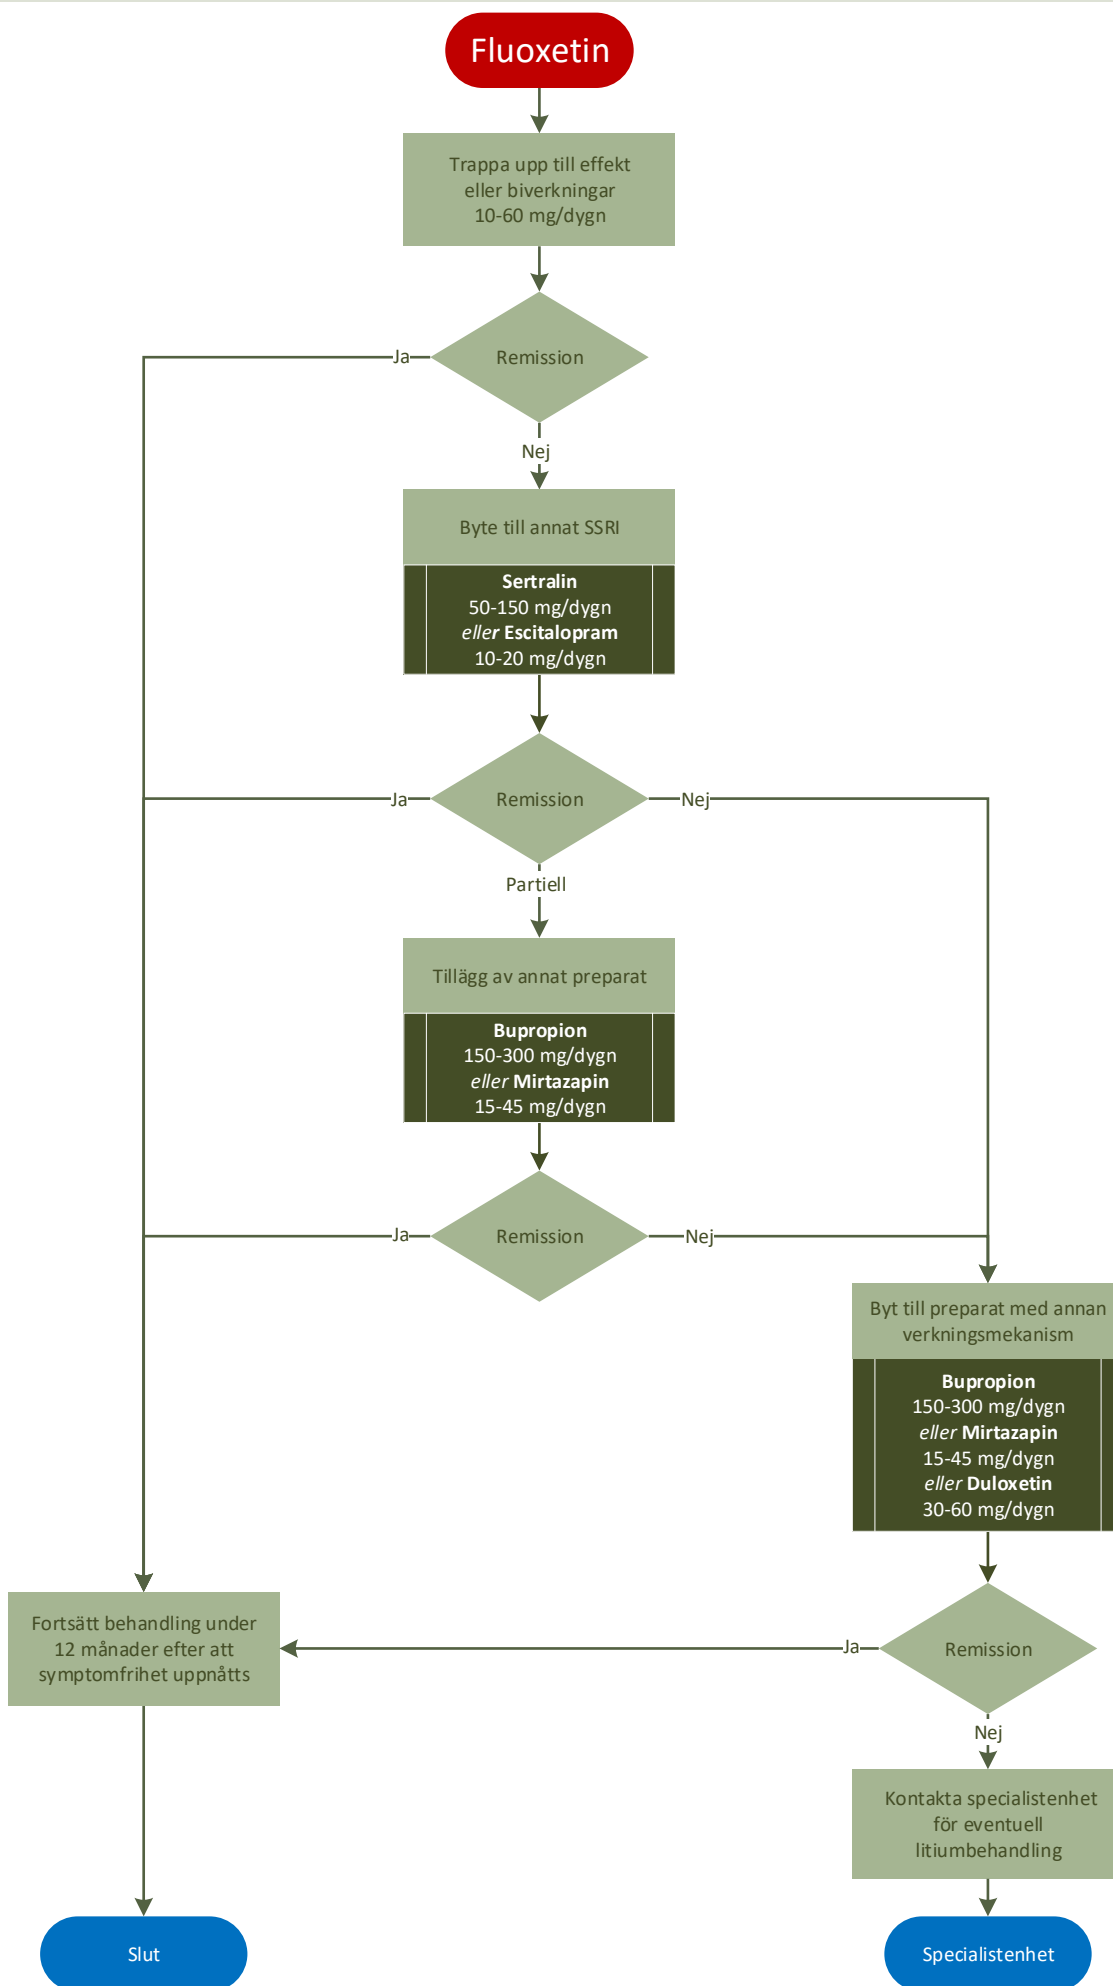 Fluoxetin
Trappa upp till effekt
eller biverkningar
10-60 mg/dygn
Ja
Remission
Nej
Byte till annat SSRI
Sertralin
50-150 mg/dygn
eller Escitalopram
10-20 mg/dygn
Ja
Remission
Nej
Partiell
Tillägg av annat preparat
Bupropion
150-300 mg/dygn
eller Mirtazapin
15-45 mg/dygn
Ja
Remission
Nej
Byt till preparat med annan
verkningsmekanism
Bupropion
150-300 mg/dygn
eller Mirtazapin
15-45 mg/dygn
eller Duloxetin
30-60 mg/dygn
Fortsätt behandling under
12 månader efter att
symptomfrihet uppnåtts
Ja
Remission
Nej
Kontakta specialistenhet
för eventuell
litiumbehandling
Slut
Specialistenhet